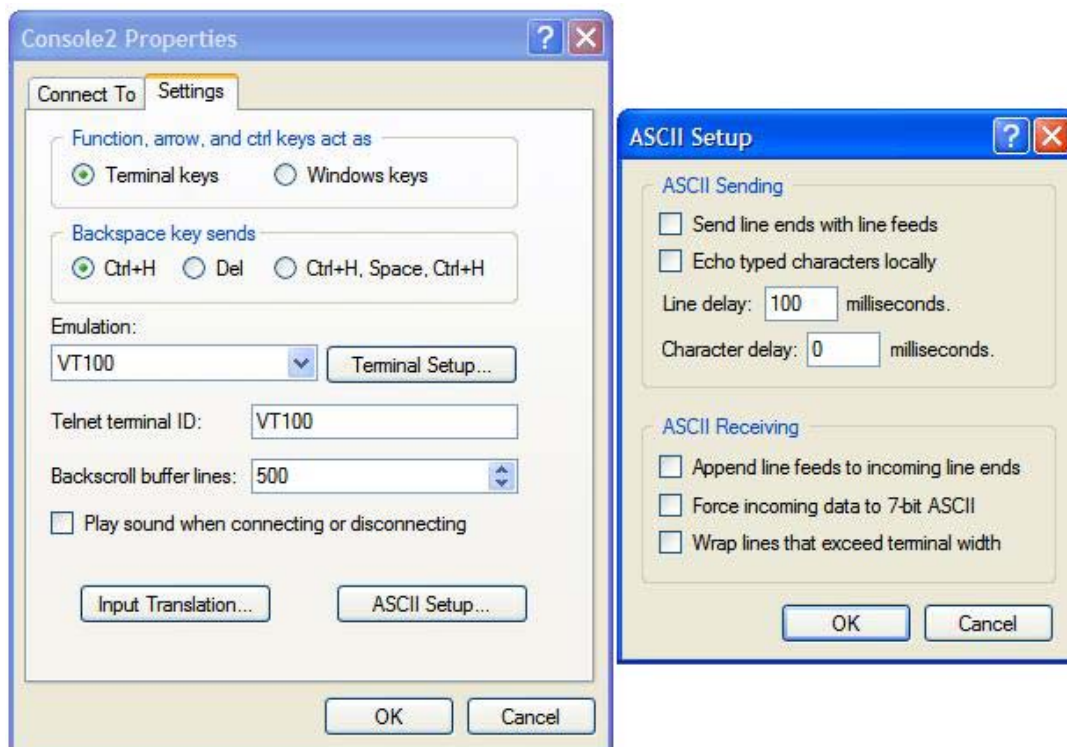 Console2 Properties
Connect To Settings
Function, arrow, and ctrl keys act as
Terminal keys Windows keys
Backspace key sends
Ctrl+H Del Ctrl+H, Space, Ctrl+H
Emulation:
VT100 Terminal Setup...
Telnet terminal ID: VT100
Backscroll buffer lines: 500
Play sound when connecting or disconnecting
Input Translation... ASCII Setup...
OK Cancel
ASCII Setup
ASCII Sending
Send line ends with line feeds
Echo typed characters locally
Line delay: 100 milliseconds.
Character delay: 0 milliseconds.
ASCII Receiving
Append line feeds to incoming line ends
Force incoming data to 7-bit ASCII
Wrap lines that exceed terminal width
OK Cancel